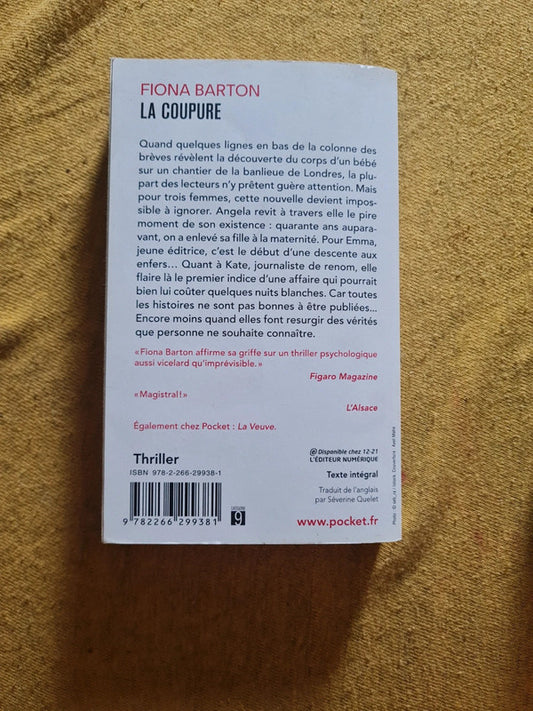 FIONA BARTON
LA COUPURE
Quand quelques lignes en bas de la colonne des
brèves révèlent la découverte du corps d'un bébé
sur un chantier de la banlieue de Londres, la plu-
part des lecteurs n'y prêtent guère attention. Mais
pour trois femmes, cette nouvelle devient impos-
sible à ignorer. Angela revit à travers elle le pire
moment de son existence : quarante ans aupara-
vant, on a enlevé sa fille à la maternité. Pour Emma,
jeune éditrice, c'est le début d'une descente aux
enfers... Quant à Kate, journaliste de renom, elle
flaire là le premier indice d'une affaire qui pourrait
bien lui coûter quelques nuits blanches. Car toutes
les histoires ne sont pas bonnes à être publiées...
Encore moins quand elles font resurgir des vérités
que personne ne souhaite connaître.
« Fiona Barton affirme sa griffe sur un thriller psychologique
aussi vicelard qu'imprévisible. »
Figaro Magazine
« Magistral ! »
L'Alsace
Également chez Pocket : La Veuve.
Thriller
ISBN 978-2-266-29938-1
9 782266 299381
9
@ Disponible chez 12-21
L'ÉDITEUR NUMÉRIQUE
Texte intégral
Traduit de l'anglais
par Séverine Quelet
www.pocket.fr